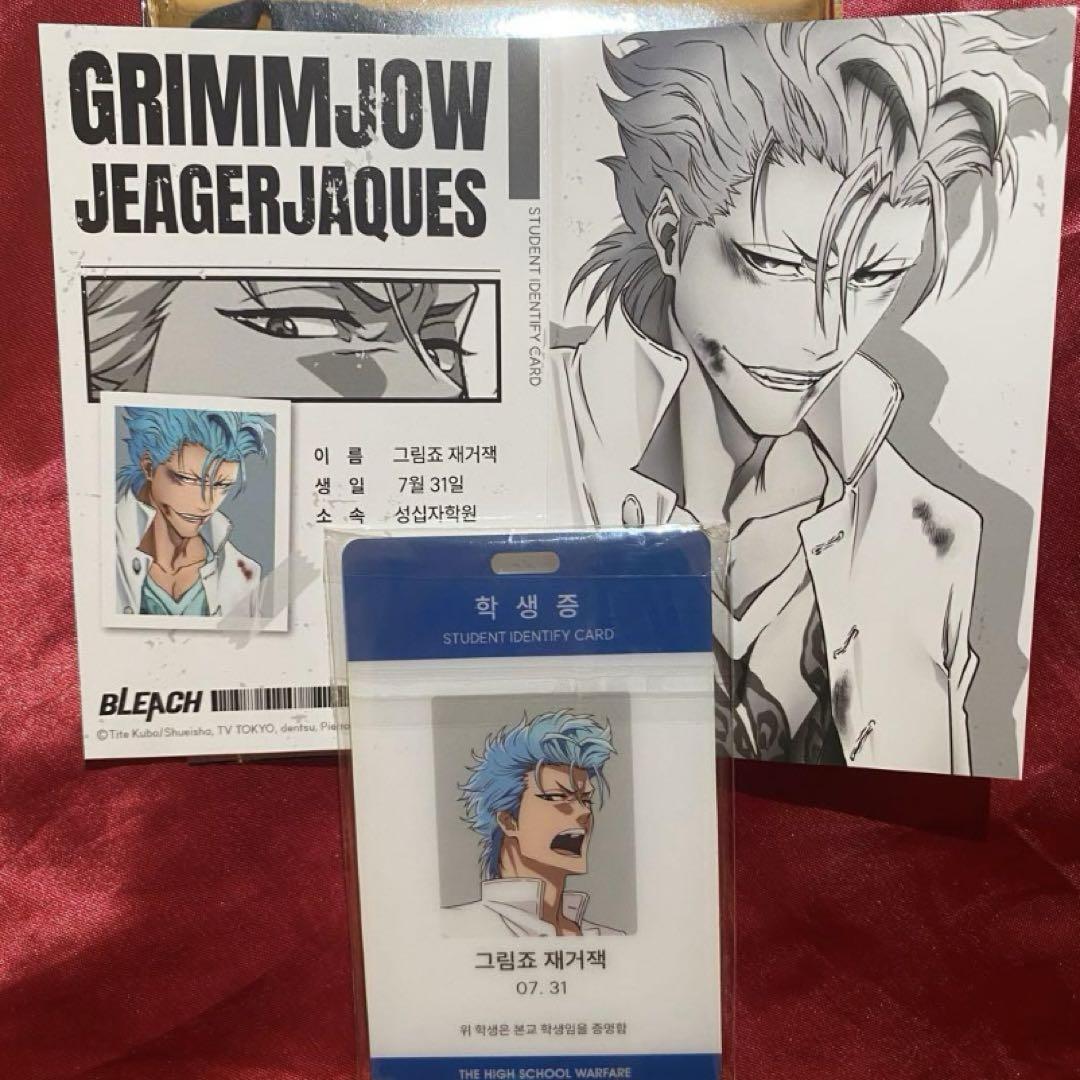 GRIMMJOW
JEAGERJAQUES
STUDENT IDENTIFY CARD
이 름 그림죠 재거잭
생 일 7월 31일
소 속 성십자학원
BLEACH
©Tite Kubo/Shueisha, TV TOKYO, dentsu,
학 생 증
STUDENT IDENTIFY CARD
그림죠 재거잭
07. 31
위 학생은 본교 학생임을 증명함
THE HIGH SCHOOL WARFARE